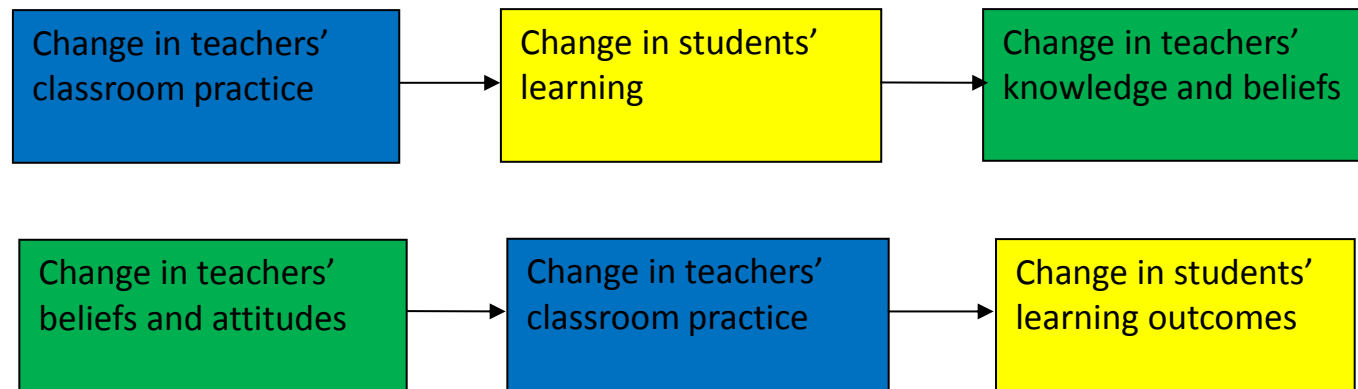 Change in teachers’
classroom practice
Change in students’
learning
Change in teachers’
knowledge and beliefs
Change in teachers’
beliefs and attitudes
Change in teachers’
classroom practice
Change in students’
learning outcomes